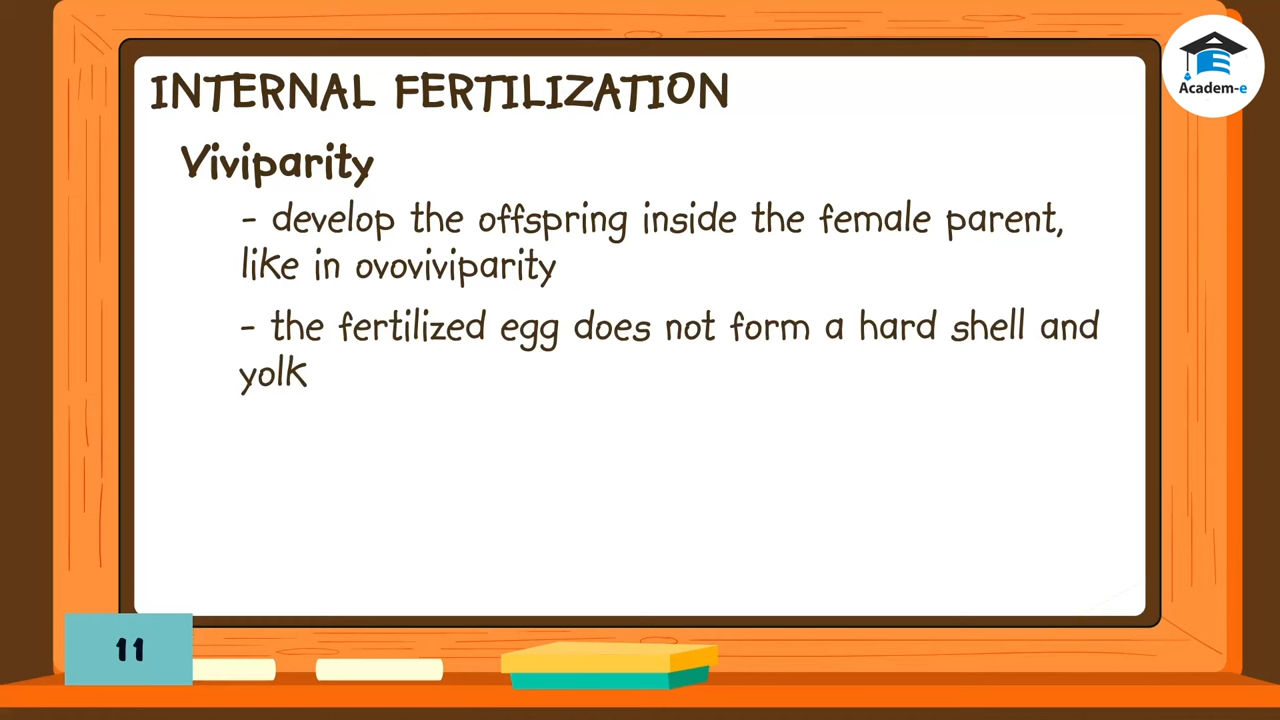 INTERNAL FERTILIZATION
Academ-e
Viviparity
- develop the offspring inside the female parent,
like in ovoviviparity
- the fertilized egg does not form a hard shell and
yolk
11